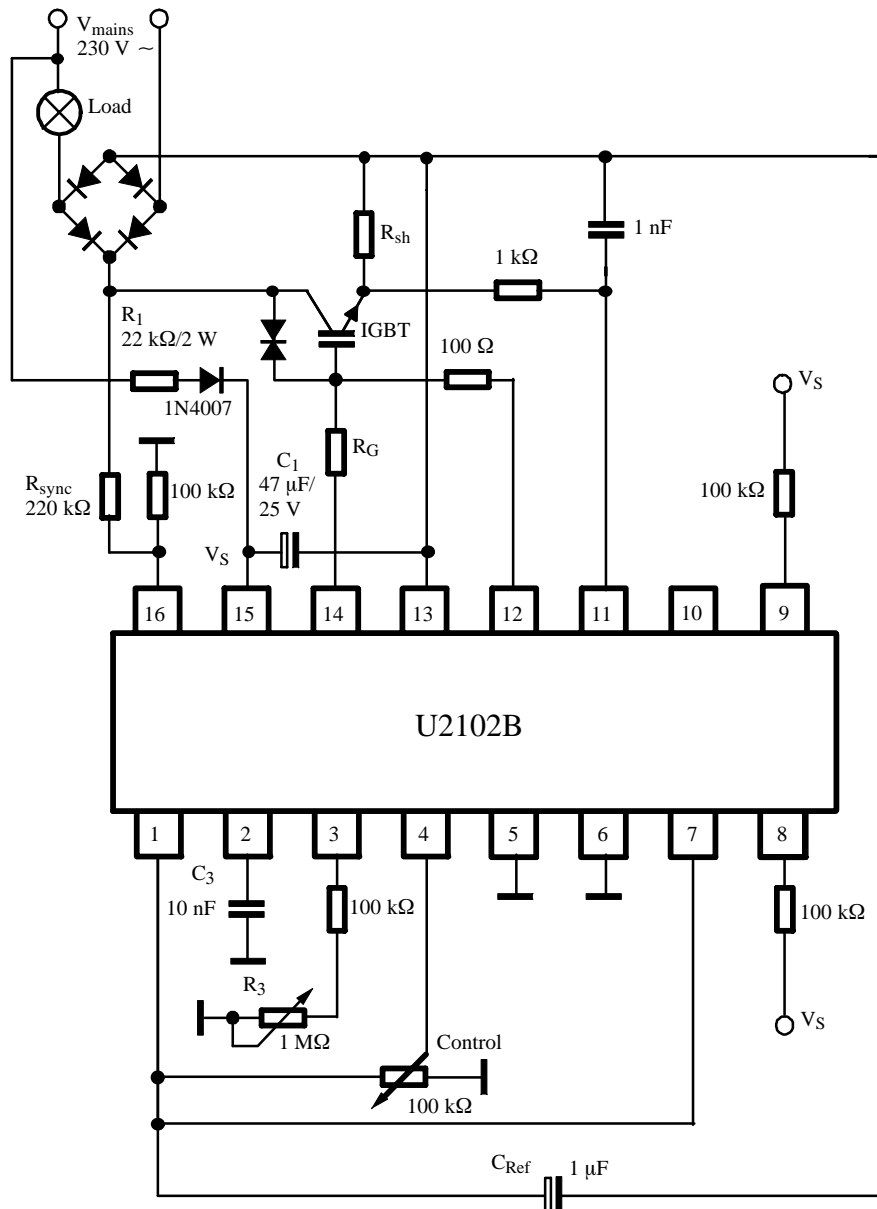 V_mains
230 V ~
Load
R_sh
1 nF
1 kΩ
R_1
22 kΩ/2 W
IGBT
100 Ω
V_S
1N4007
R_G
C_1
47 μF/
25 V
R_sync
220 kΩ
100 kΩ
100 kΩ
V_S
16
15
14
13
12
11
10
9
U2102B
1
2
3
4
5
6
7
8
C_3
10 nF
100 kΩ
100 kΩ
R_3
1 MΩ
V_S
Control
100 kΩ
C_Ref
1 μF